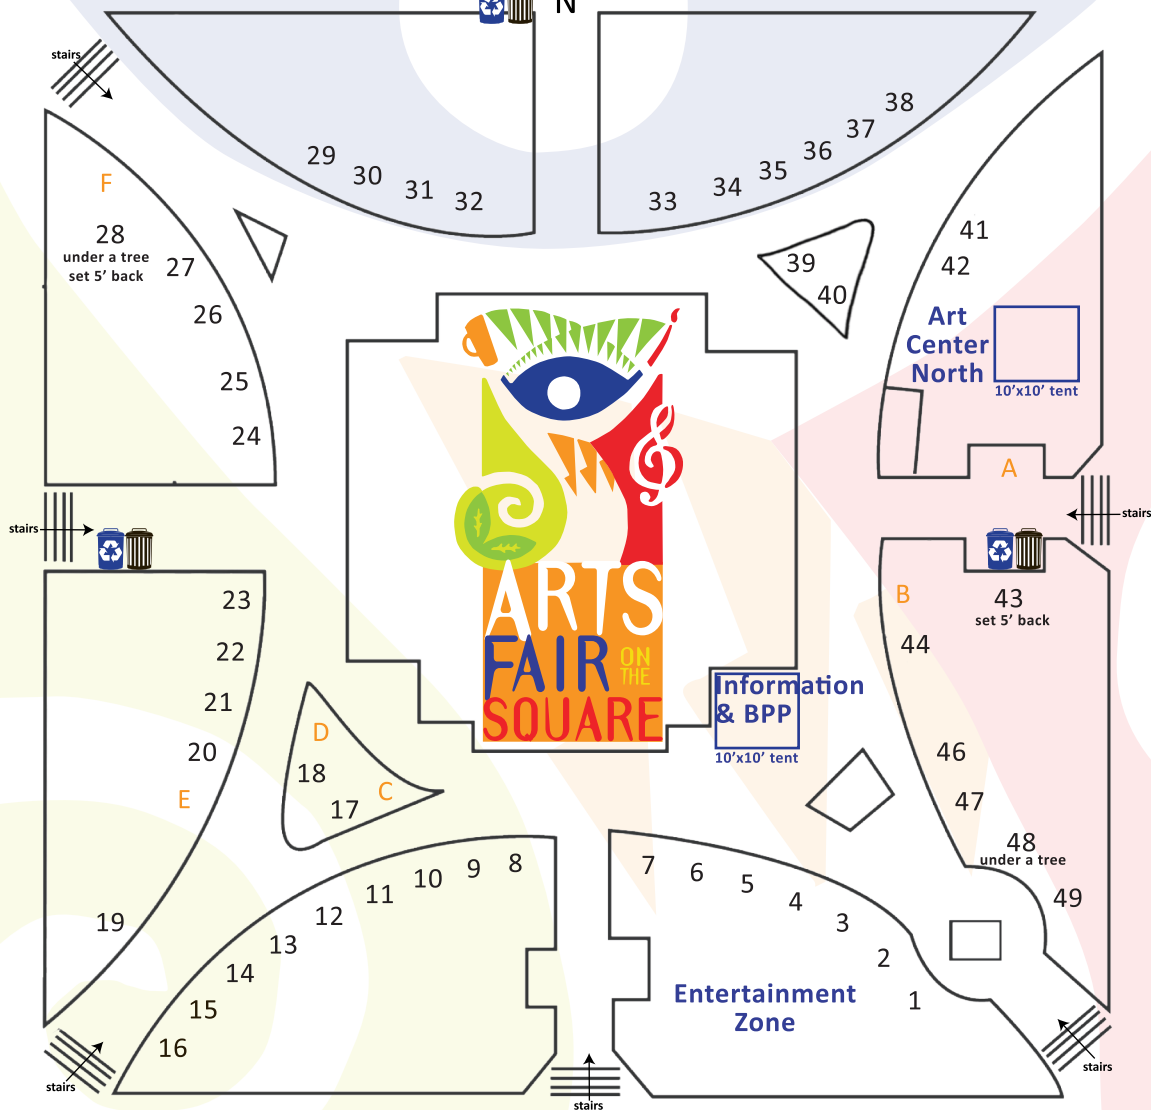 N
stairs
38
37
36
35
34
33
29
30
31
32
F
28
under a tree
set 5’ back
27
26
25
24
39
40
41
42
Art
Center
North
10’x10’ tent
A
stairs
stairs
ARTS
FAIR ON
THE
SQUARE
Information
& BPP
10’x10’ tent
B
43
set 5’ back
44
46
47
48
under a tree
49
23
22
21
20
E
19
D
18
C
17
8
9
10
11
12
13
14
15
16
7
6
5
4
3
2
1
Entertainment
Zone
stairs
stairs
stairs